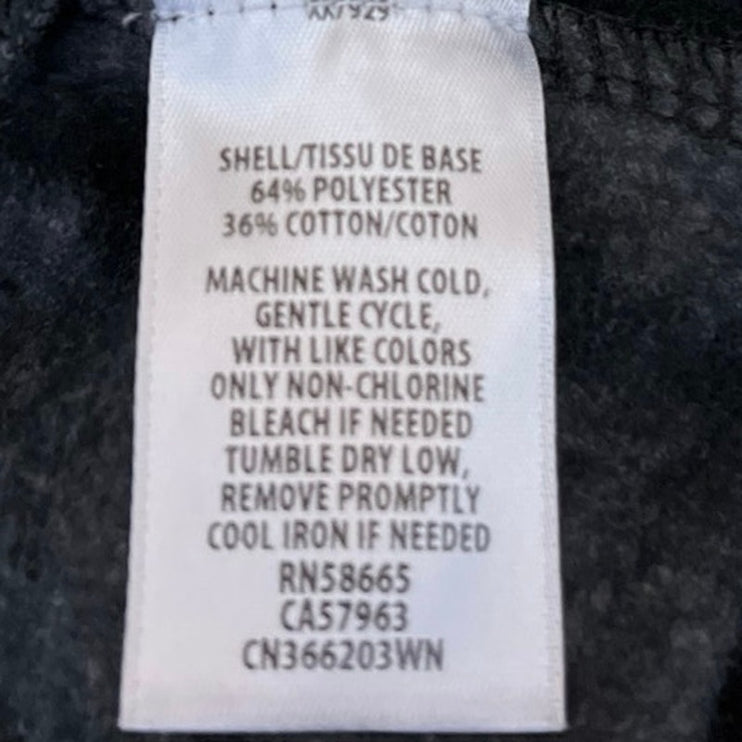 SHELL/TISSU DE BASE
64% POLYESTER
36% COTTON/COTON
MACHINE WASH COLD,
GENTLE CYCLE,
WITH LIKE COLORS
ONLY NON-CHLORINE
BLEACH IF NEEDED
TUMBLE DRY LOW,
REMOVE PROMPTLY
COOL IRON IF NEEDED
RN58665
CA57963
CN366203WN